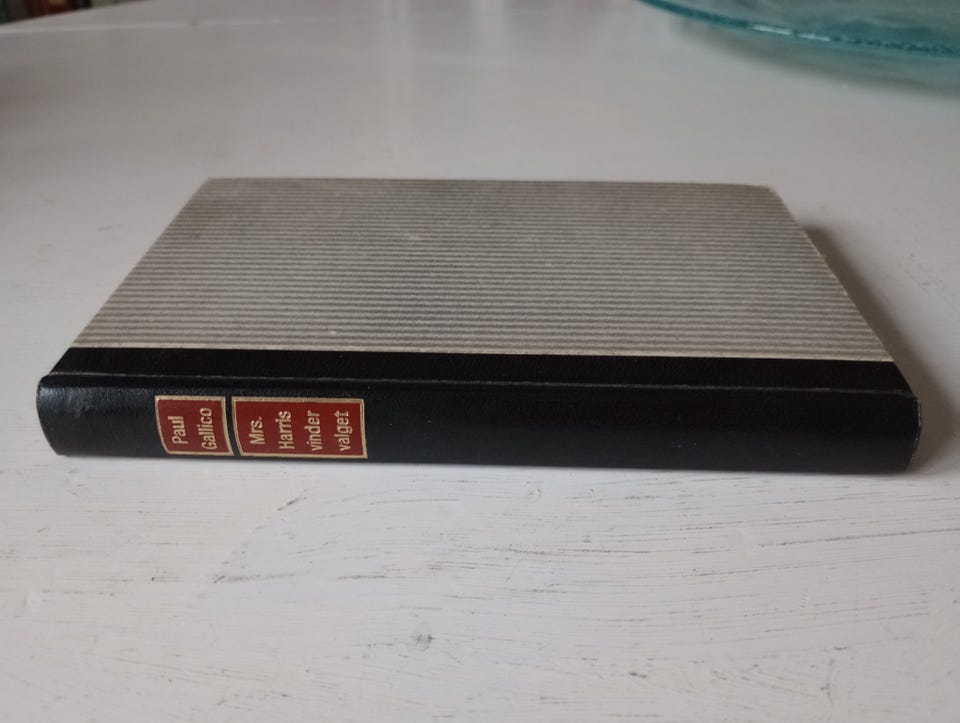 Paul
Gallico
Mrs.
Harris
vinder
valget